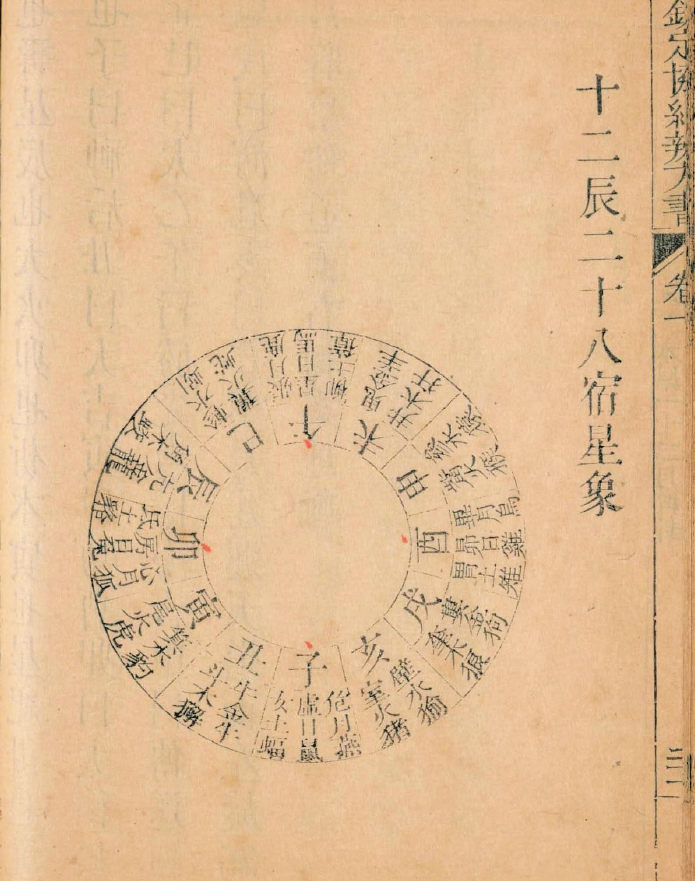 欽定協紀辨方書
卷一
十二辰二十八宿星象
午
柳土獐
星日馬
張月鹿
未
井木犴
鬼金羊
申
觜火猴
參水猿
酉
畢月烏
昴日雞
胃土雉
戌
婁金狗
奎木狼
亥
壁水㺄
室火猪
子
危月燕
虛日鼠
女土蝠
丑
牛金牛
斗木獬
寅
箕水豹
尾火虎
卯
心月狐
房日兔
氐土貉
辰
亢金龍
角木蛟
巳
軫水蚓
翼火蛇